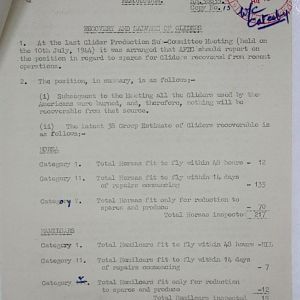 Copy No. 13
RECOVERY AND SALVAGE OF GLIDERS
1. At the last Glider Production Sub-Committee Meeting (held on
the 10th July, 1944) it was arranged that AFEO should report on
the position in regard to spares for Gliders recovered from recent
operations.
2. The position, in summary, is as follows:-
(i) Subsequent to the Meeting all the Gliders used by the
Americans were burned, and, therefore, nothing will be
recoverable from that source.
(ii) The latest 38 Group Estimate of Gliders recoverable is
as follows:-
HORSA
Category 1. Total Horsas fit to fly within 48 hours - 12
Category 11. Total Horsas fit to fly within 14 days
of repairs commencing - 135
Category Total Horsas fit only for reduction to
spares and produce - 70
Total Horsas inspected 217
HAMILCARS
Category 1. Total Hamilcars fit to fly within 48 hours -NIL
Category 11. Total Hamilcars fit to fly within 14 days
of repairs commencing - 7
Category Total Hamilcars fit only for reduction
to spares and produce -12
Total Hamilcars inspected 19